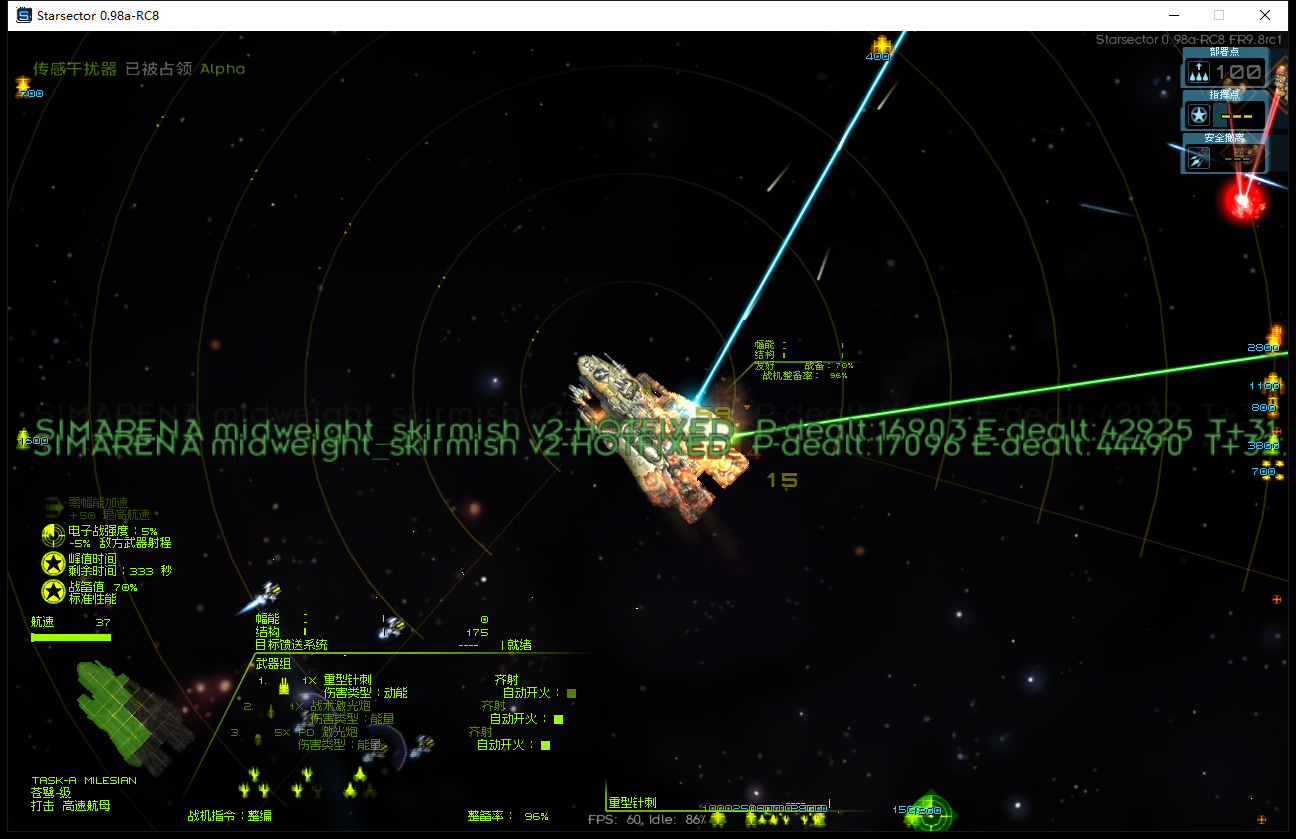 Starsector 0.98a-RC8
Starsector 0.98a-RC8 FR9.8rc1
传感干扰器 已被占领 Alpha
400
部署点
100
700
指挥点
---
安全撤离
---
幅能
结构
友好 战备：70%
战机整备率： 96%
2800
1100
800
1600
3800
700
SIMARENA midweight_skirmish v2-HOTFIXED P-dealt:16903 E-dealt:42925 T+31
SIMARENA midweight_skirmish v2-HOTFIXED P-dealt:17096 E-dealt:44490 T+31
15
零幅能加速
+50 最高航速
电子战强度：5%
-5% 敌方武器射程
峰值时间
剩余时间：333 秒
战备值 70%
标准性能
航速 37
幅能 0
结构 175
目标馈送系统 ---- |就绪
武器组
1. 1X 重型针刺 齐射
伤害类型：动能 自动开火：
2. 1X 战术激光炮 齐射
伤害类型：能量 自动开火：
3. 5X PD 激光炮 齐射
伤害类型：能量 自动开火：
TASK-A MILESIAN
苍鹭-级
打击 高速航母
战机指令：整编
整备率： 96%
重型针刺
FPS: 60, Idle: 86%